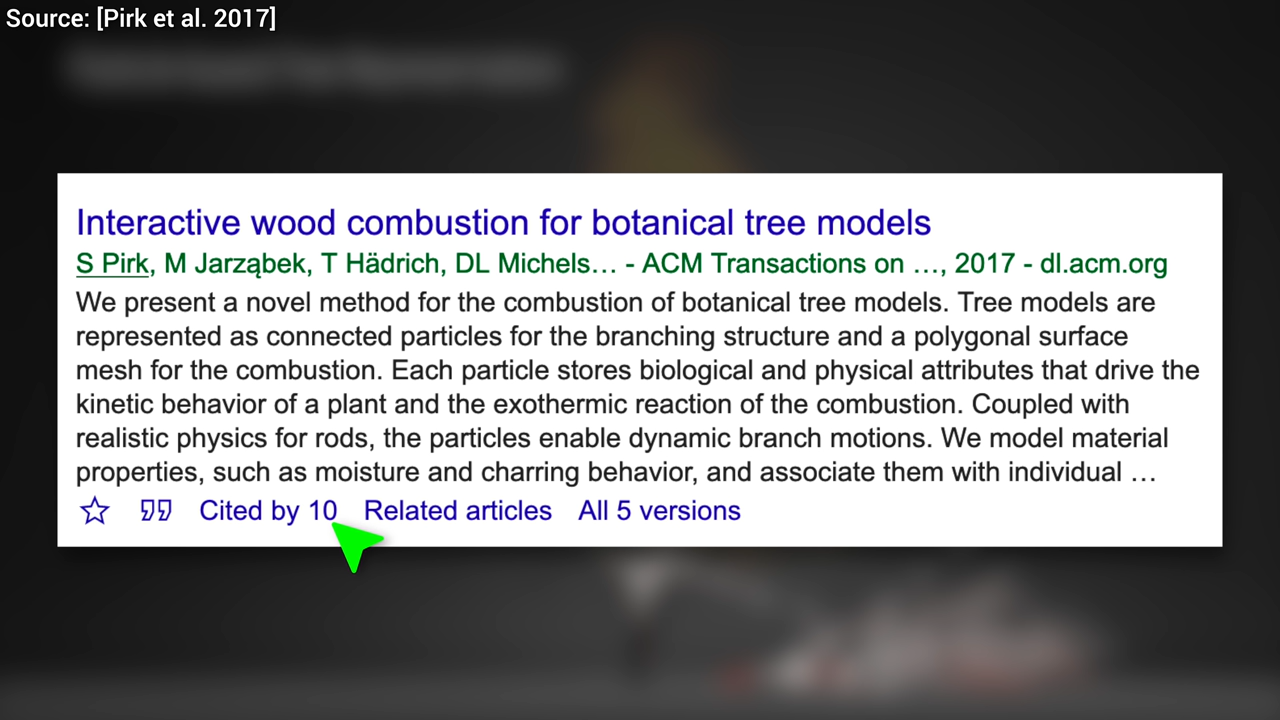 Source: [Pirk et al. 2017]
Interactive wood combustion for botanical tree models
S Pirk, M Jarząbek, T Hädrich, DL Michels… - ACM Transactions on …, 2017 - dl.acm.org
We present a novel method for the combustion of botanical tree models. Tree models are
represented as connected particles for the branching structure and a polygonal surface
mesh for the combustion. Each particle stores biological and physical attributes that drive the
kinetic behavior of a plant and the exothermic reaction of the combustion. Coupled with
realistic physics for rods, the particles enable dynamic branch motions. We model material
properties, such as moisture and charring behavior, and associate them with individual …
Cited by 10 Related articles All 5 versions